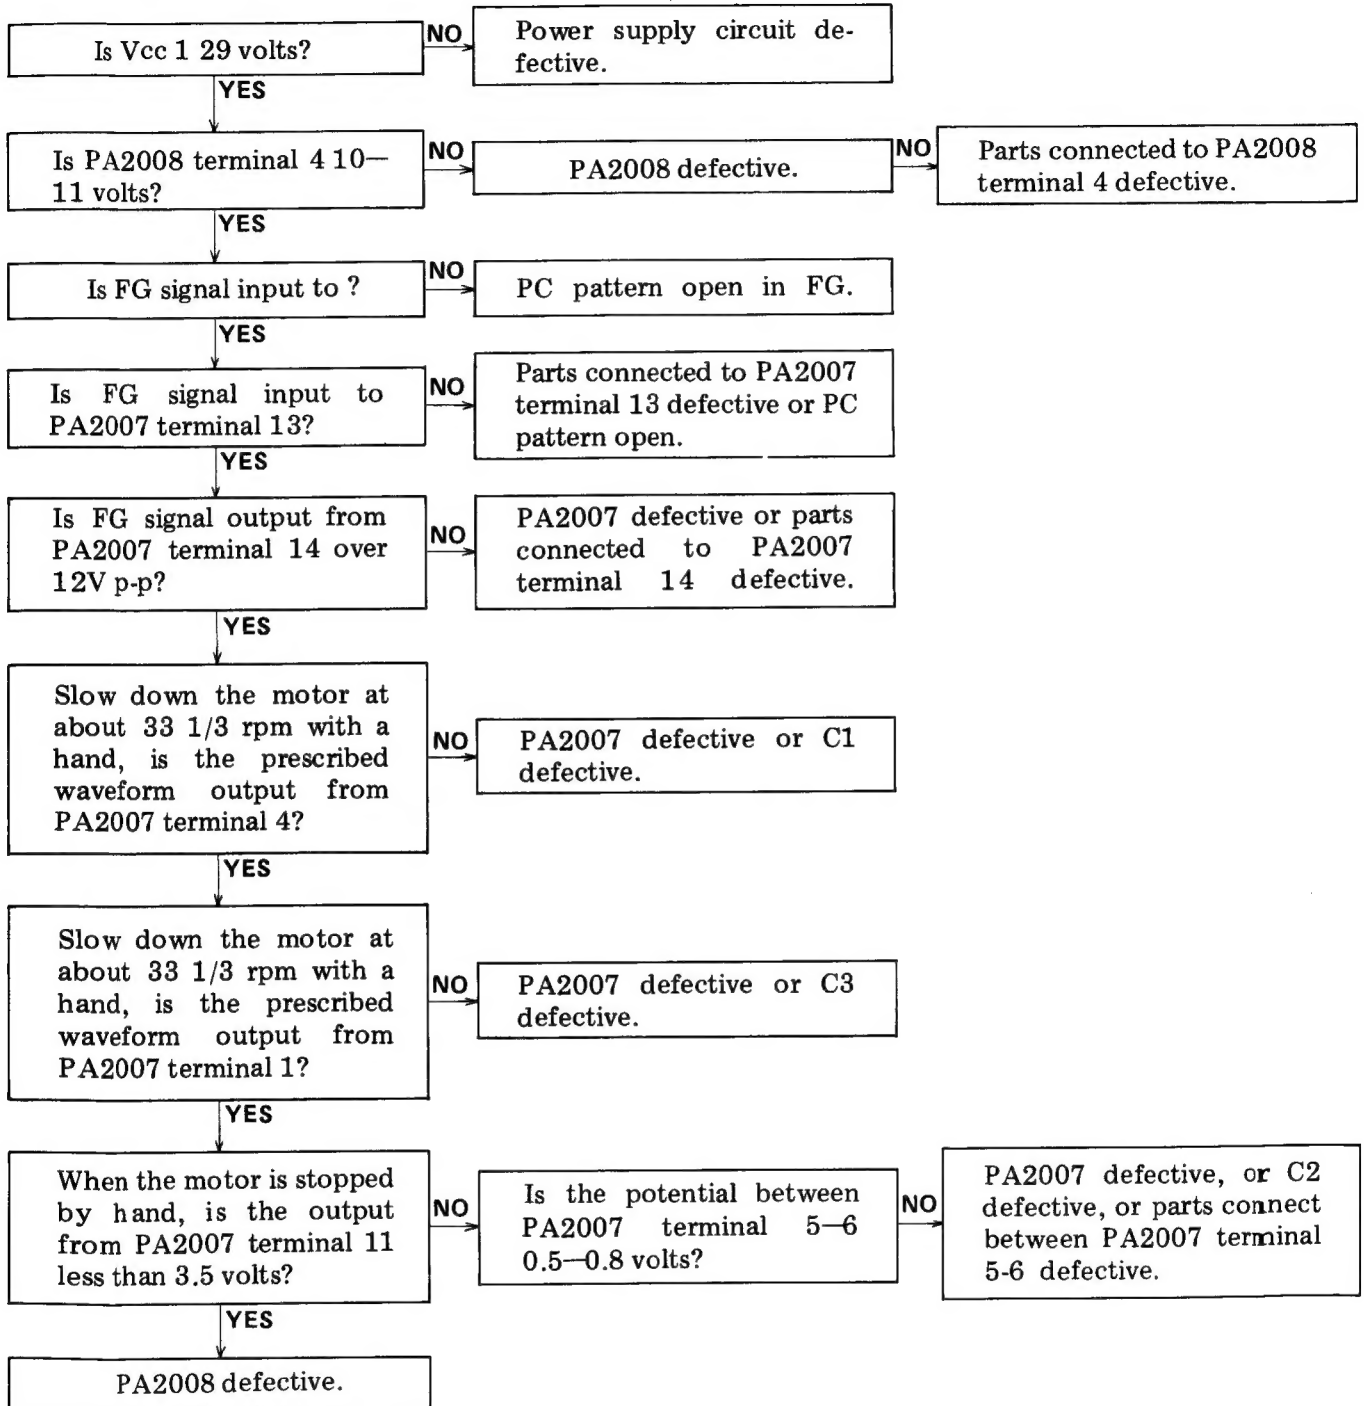 Is Vcc 1 29 volts?
NO
Power supply circuit de-
fective.
YES
Is PA2008 terminal 4 10—
11 volts?
NO
PA2008 defective.
NO
Parts connected to PA2008
terminal 4 defective.
YES
Is FG signal input to ?
NO
PC pattern open in FG.
YES
Is FG signal input to
PA2007 terminal 13?
NO
Parts connected to PA2007
terminal 13 defective or PC
pattern open.
YES
Is FG signal output from
PA2007 terminal 14 over
12V p-p?
NO
PA2007 defective or parts
connected to PA2007
terminal 14 defective.
YES
Slow down the motor at
about 33 1/3 rpm with a
hand, is the prescribed
waveform output from
PA2007 terminal 4?
NO
PA2007 defective or C1
defective.
YES
Slow down the motor at
about 33 1/3 rpm with a
hand, is the prescribed
waveform output from
PA2007 terminal 1?
NO
PA2007 defective or C3
defective.
YES
When the motor is stopped
by hand, is the output
from PA2007 terminal 11
less than 3.5 volts?
NO
Is the potential between
PA2007 terminal 5—6
0.5—0.8 volts?
NO
PA2007 defective, or C2
defective, or parts connect
between PA2007 terminal
5-6 defective.
YES
PA2008 defective.